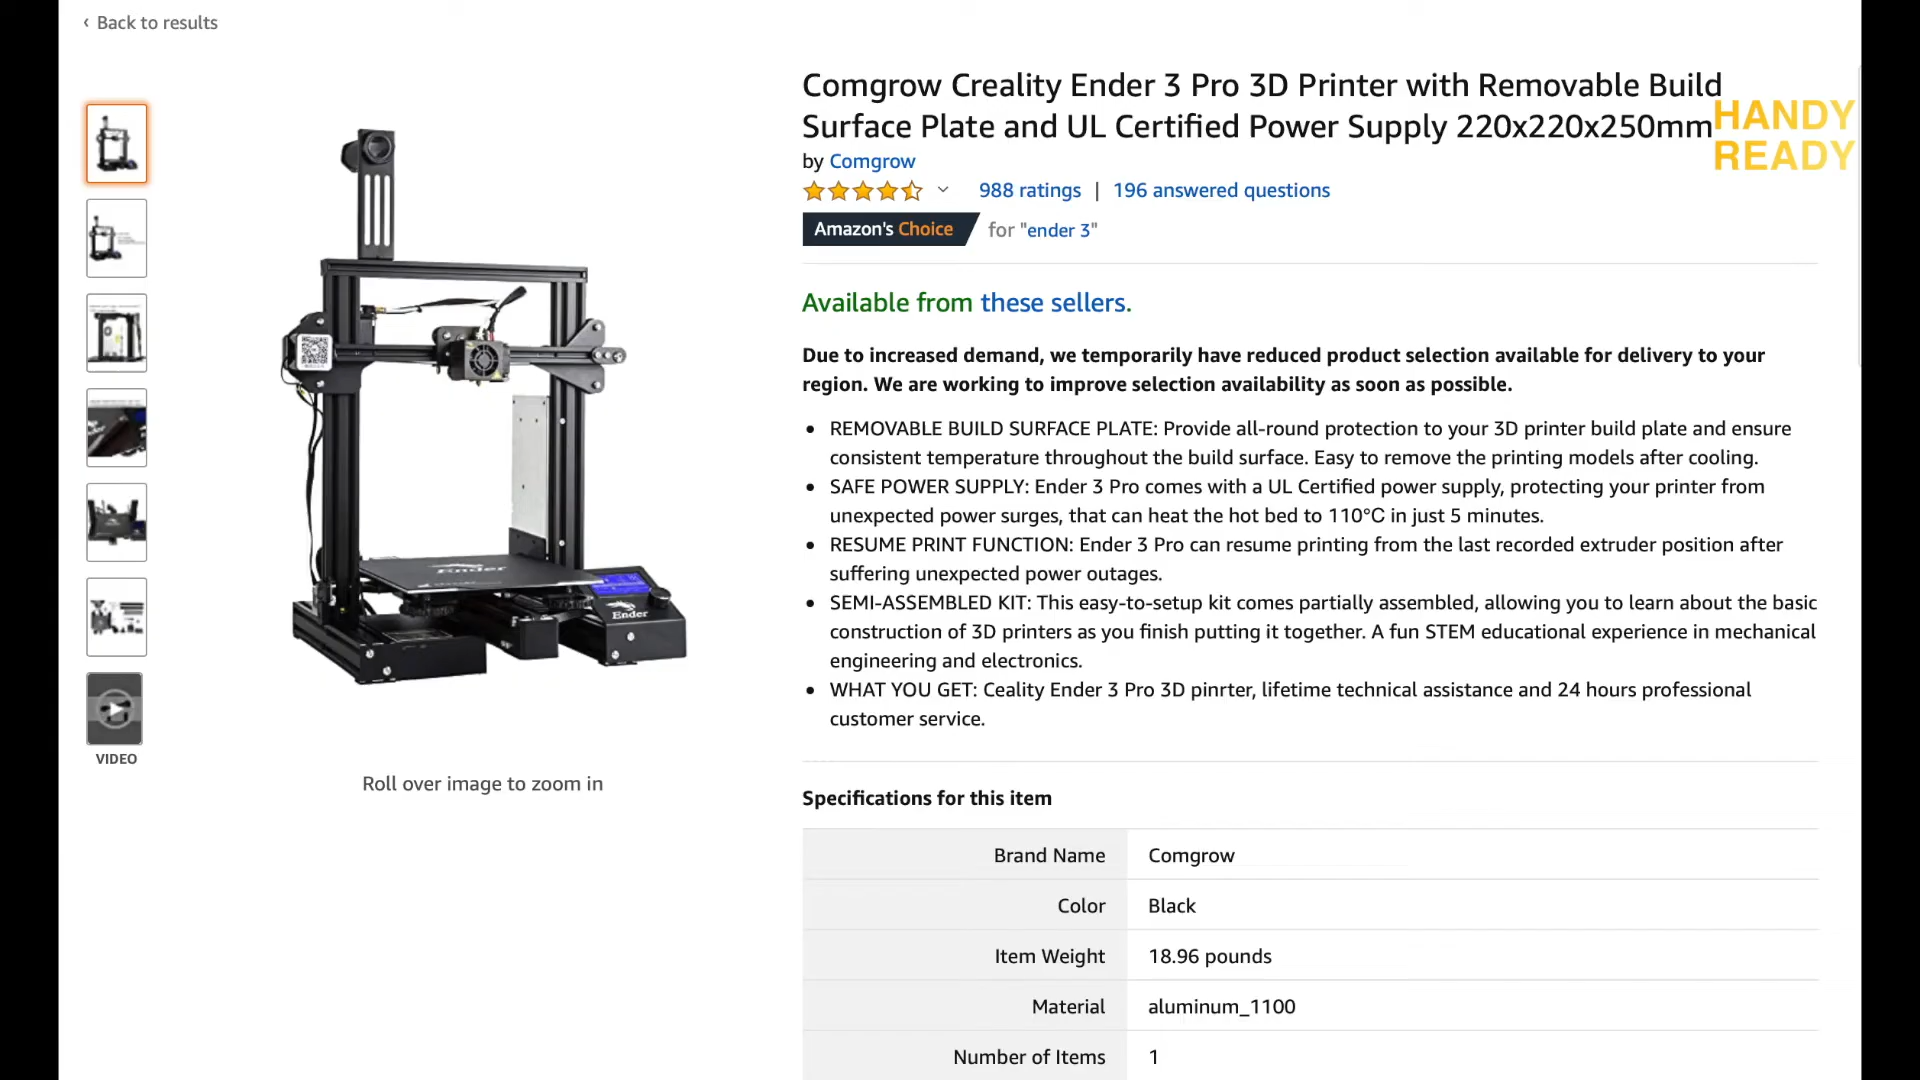 ‹ Back to results
Comgrow Creality Ender 3 Pro 3D Printer with Removable Build
Surface Plate and UL Certified Power Supply 220x220x250mm
HANDY
READY
by Comgrow
988 ratings | 196 answered questions
Amazon's Choice for "ender 3"
Available from these sellers.
Due to increased demand, we temporarily have reduced product selection available for delivery to your
region. We are working to improve selection availability as soon as possible.
• REMOVABLE BUILD SURFACE PLATE: Provide all-round protection to your 3D printer build plate and ensure
consistent temperature throughout the build surface. Easy to remove the printing models after cooling.
• SAFE POWER SUPPLY: Ender 3 Pro comes with a UL Certified power supply, protecting your printer from
unexpected power surges, that can heat the hot bed to 110°C in just 5 minutes.
• RESUME PRINT FUNCTION: Ender 3 Pro can resume printing from the last recorded extruder position after
suffering unexpected power outages.
• SEMI-ASSEMBLED KIT: This easy-to-setup kit comes partially assembled, allowing you to learn about the basic
construction of 3D printers as you finish putting it together. A fun STEM educational experience in mechanical
engineering and electronics.
• WHAT YOU GET: Ceality Ender 3 Pro 3D pinrter, lifetime technical assistance and 24 hours professional
customer service.
Ender
Ender
VIDEO
Roll over image to zoom in
Specifications for this item
Brand Name Comgrow
Color Black
Item Weight 18.96 pounds
Material aluminum_1100
Number of Items 1